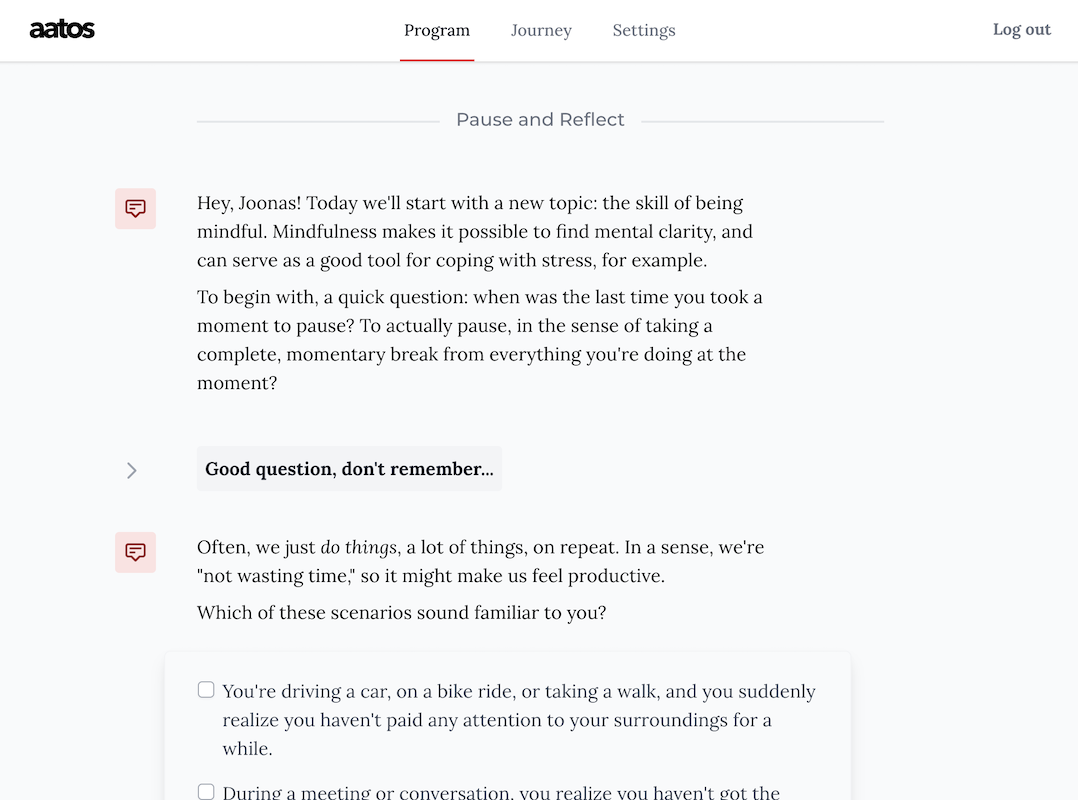 aatos
Program
Journey
Settings
Log out
Pause and Reflect
Hey, Joonas! Today we'll start with a new topic: the skill of being
mindful. Mindfulness makes it possible to find mental clarity, and
can serve as a good tool for coping with stress, for example.
To begin with, a quick question: when was the last time you took a
moment to pause? To actually pause, in the sense of taking a
complete, momentary break from everything you're doing at the
moment?
Good question, don't remember...
Often, we just do things, a lot of things, on repeat. In a sense, we're
"not wasting time," so it might make us feel productive.
Which of these scenarios sound familiar to you?
You're driving a car, on a bike ride, or taking a walk, and you suddenly
realize you haven't paid any attention to your surroundings for a
while.
During a meeting or conversation, you realize you haven't got the